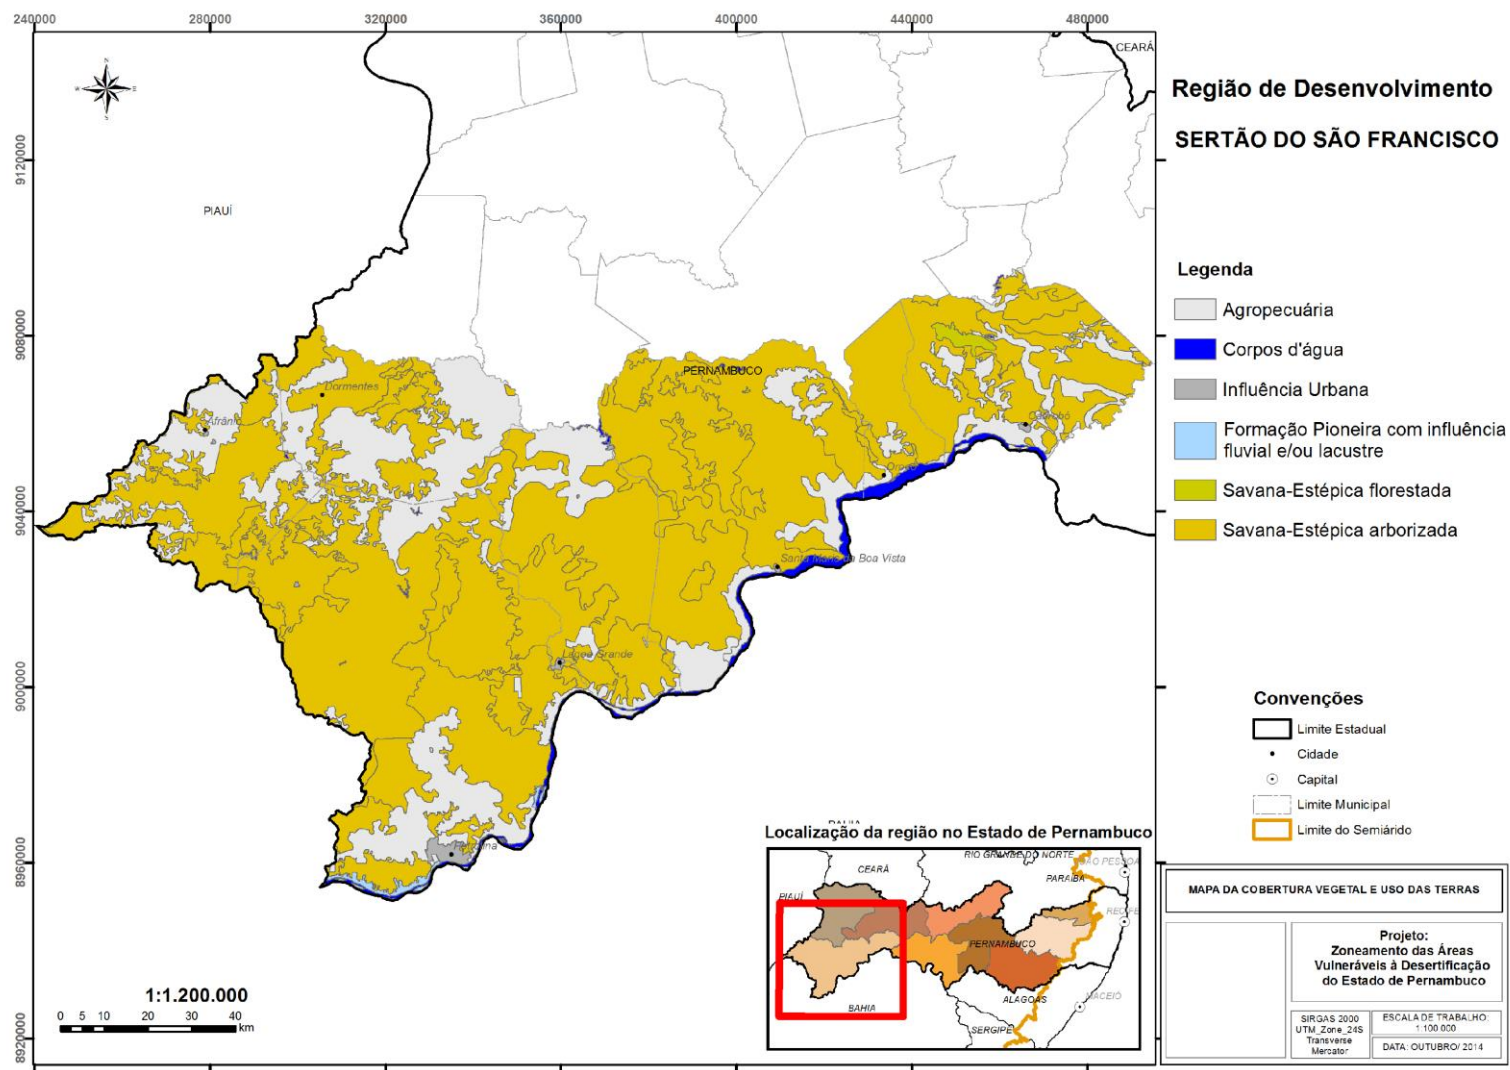 240000
280000
320000
360000
400000
440000
480000
9120000
9080000
9040000
9000000
8960000
8920000
N
E
S
CEARÁ
PIAUÍ
PERNAMBUCO
Dormentes
Afrânio
Orocó
Cabrobó
Santa Maria da Boa Vista
Lagoa Grande
Petrolina
BAHIA
1:1.200.000
0 5 10 20 30 40
km
Região de Desenvolvimento
SERTÃO DO SÃO FRANCISCO
Legenda
Agropecuária
Corpos d'água
Influência Urbana
Formação Pioneira com influência
fluvial e/ou lacustre
Savana-Estépica florestada
Savana-Estépica arborizada
Convenções
Limite Estadual
Cidade
Capital
Limite Municipal
Limite do Semiárido
Localização da região no Estado de Pernambuco
CEARÁ
RIO GRANDE DO NORTE
PARAÍBA
PIAUÍ
RECIFE
PERNAMBUCO
BAHIA
ALAGOAS
MACEIÓ
SERGIPE
MAPA DA COBERTURA VEGETAL E USO DAS TERRAS
Projeto:
Zoneamento das Áreas
Vulneráveis à Desertificação
do Estado de Pernambuco
SIRGAS 2000
UTM_Zone_24S
Transverse
Mercator
ESCALA DE TRABALHO:
1:100.000
DATA: OUTUBRO/ 2014